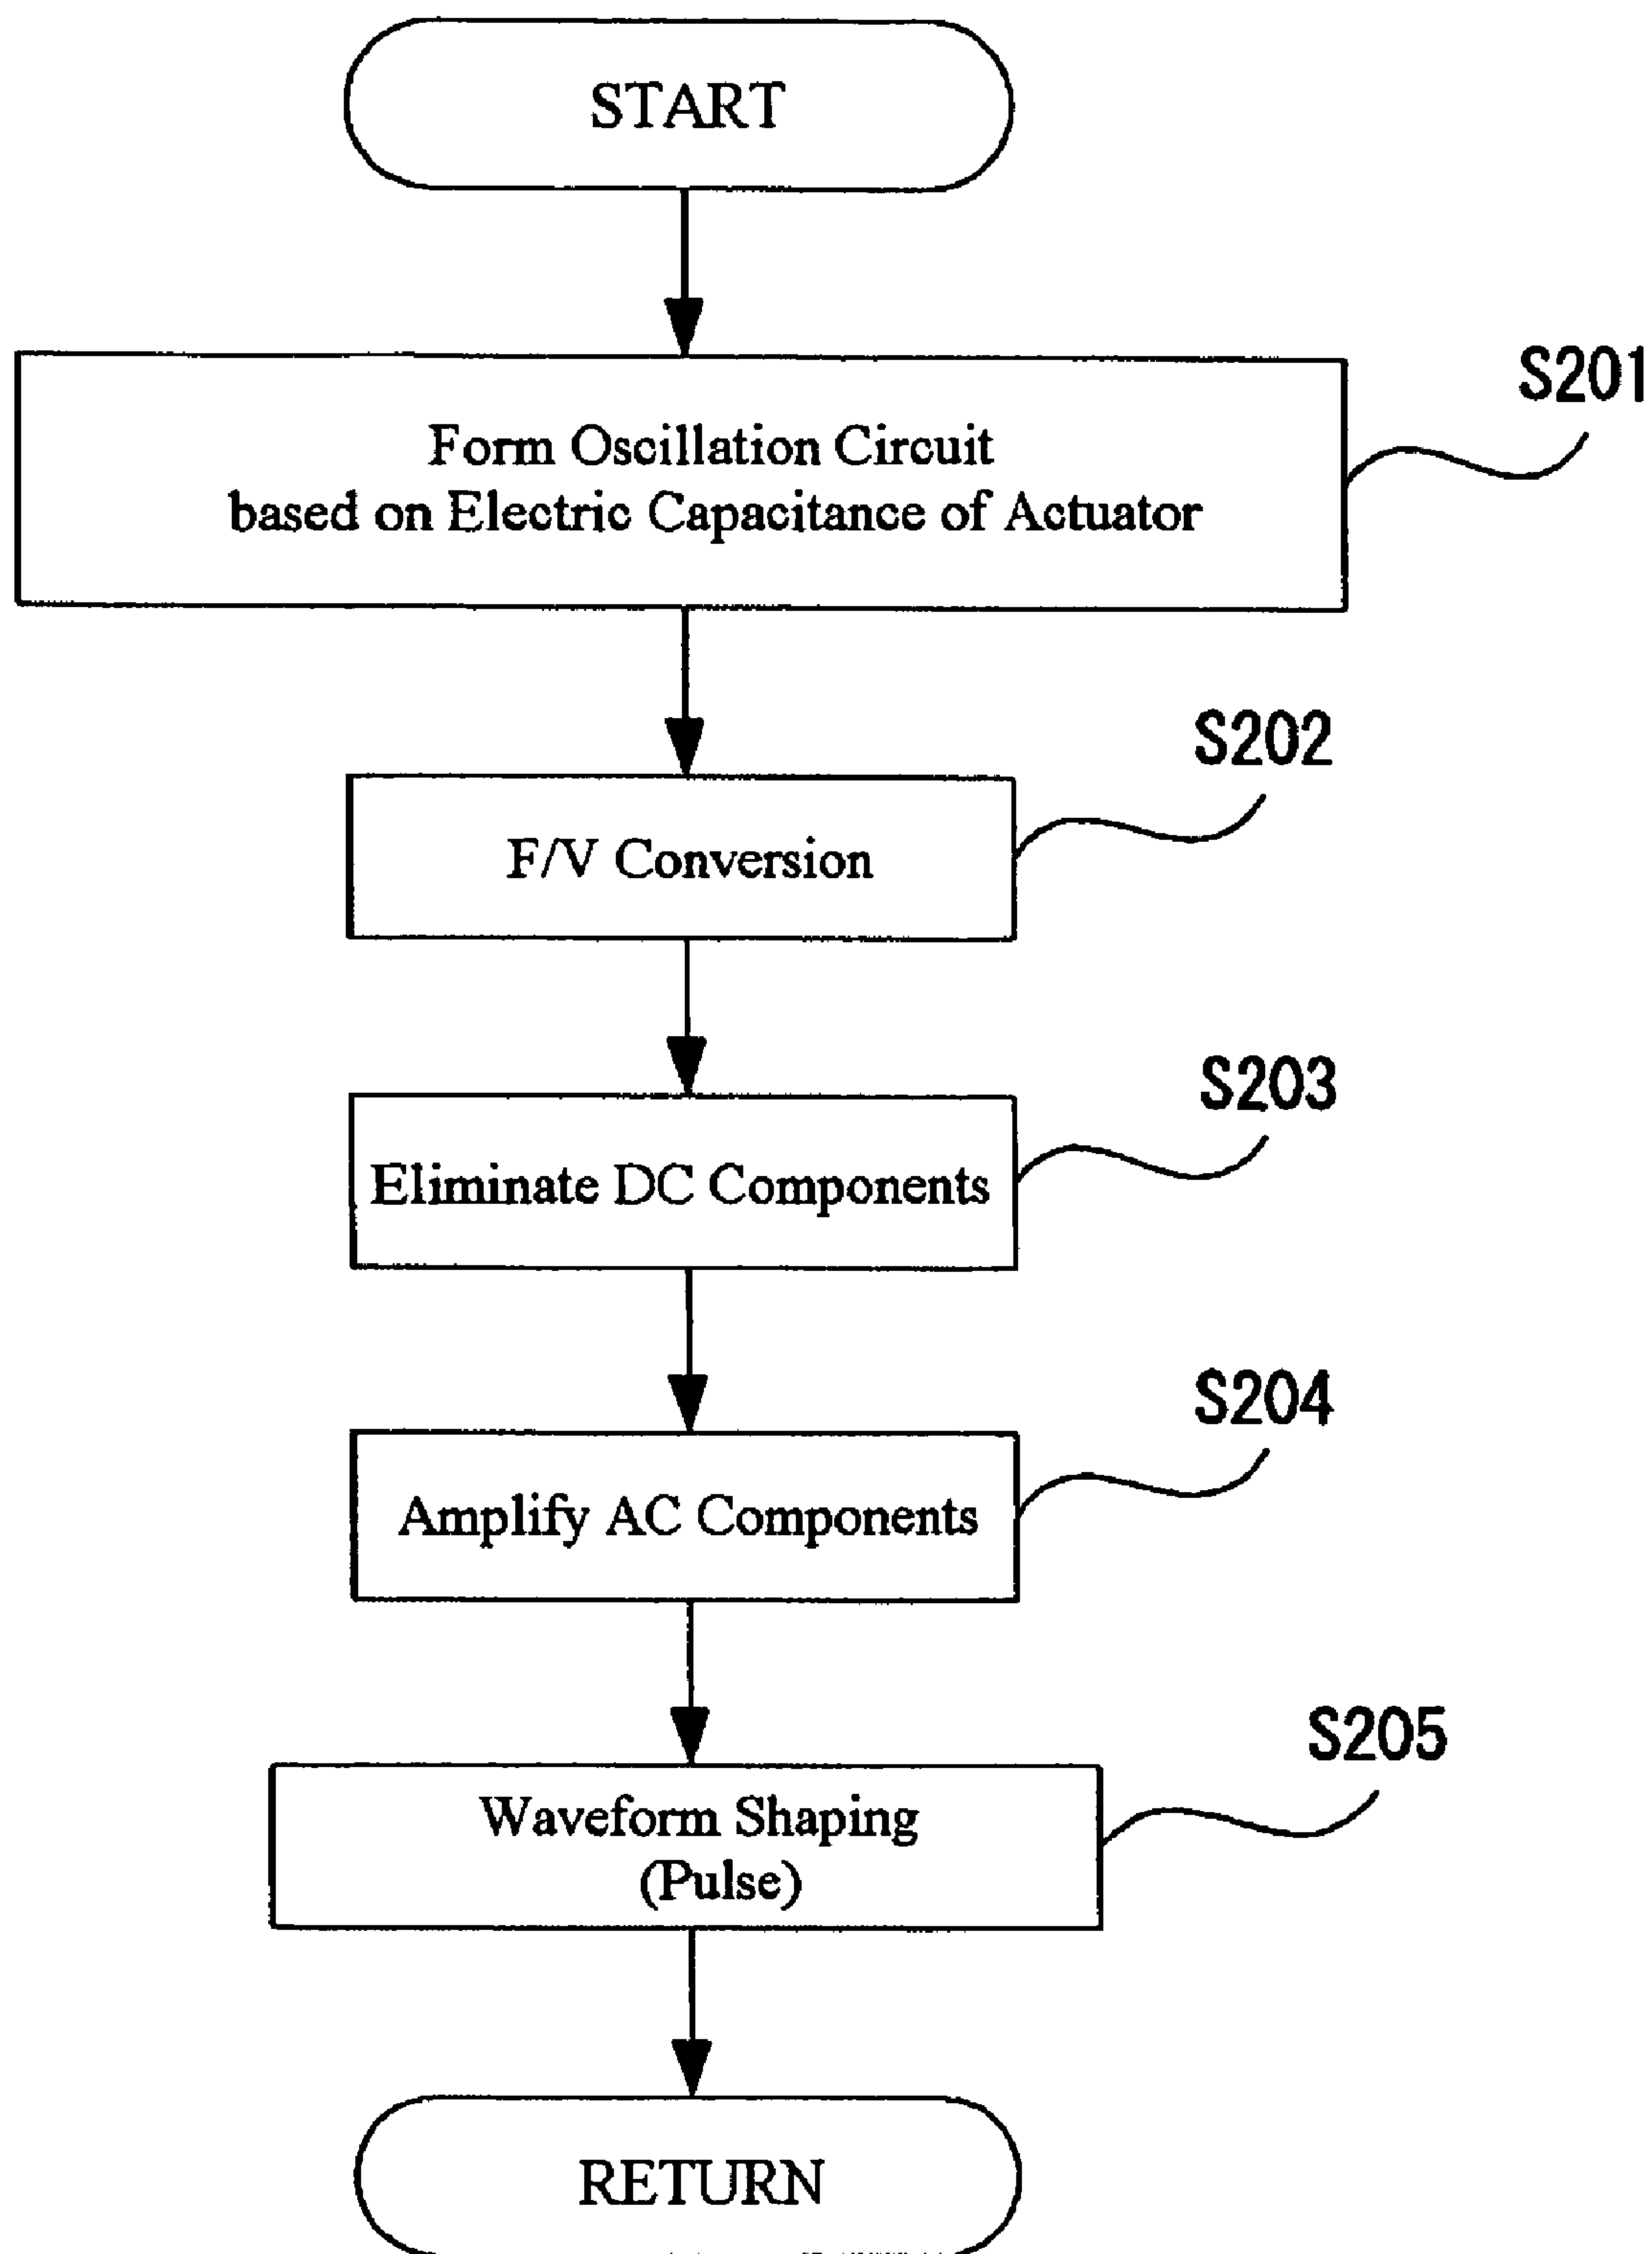 START
S201
Form Oscillation Circuit
based on Electric Capacitance of Actuator
S202
F/V Conversion
S203
Eliminate DC Components
S204
Amplify AC Components
S205
Waveform Shaping
(Pulse)
RETURN